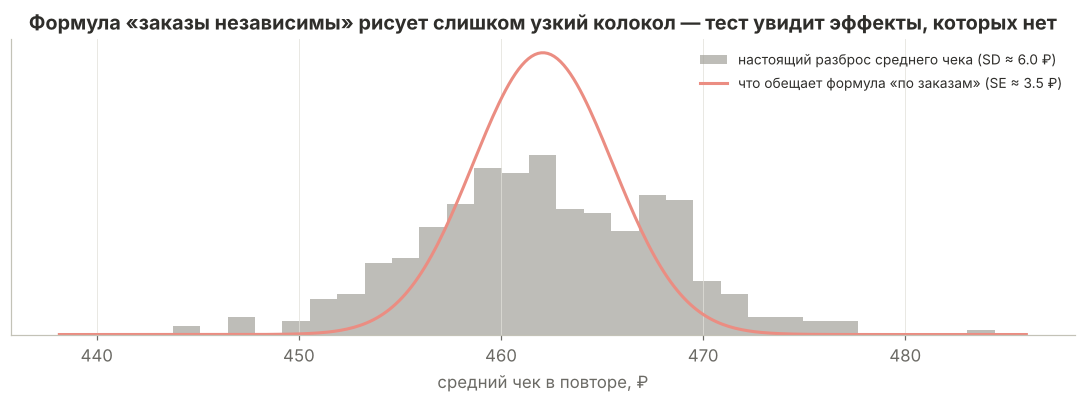 Формула «заказы независимы» рисует слишком узкий колокол — тест увидит эффекты, которых нет
настоящий разброс среднего чека (SD ≈ 6.0 ₽)
что обещает формула «по заказам» (SE ≈ 3.5 ₽)
440 450 460 470 480
средний чек в повторе, ₽